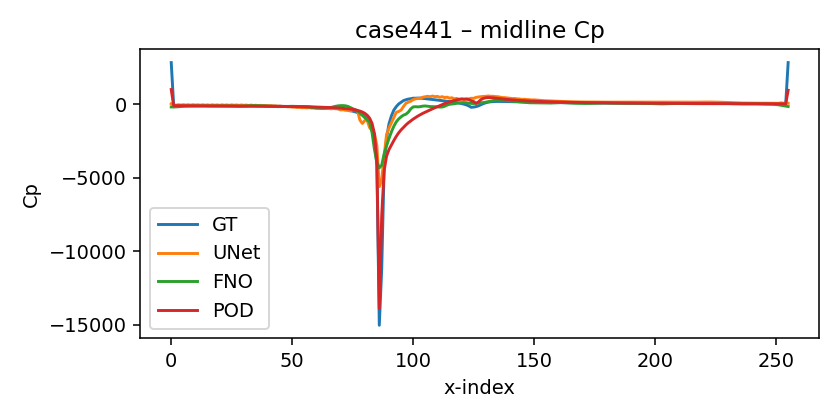 case441 – midline Cp
0
−5000
−10000
−15000
Cp
GT
UNet
FNO
POD
0 50 100 150 200 250
x-index